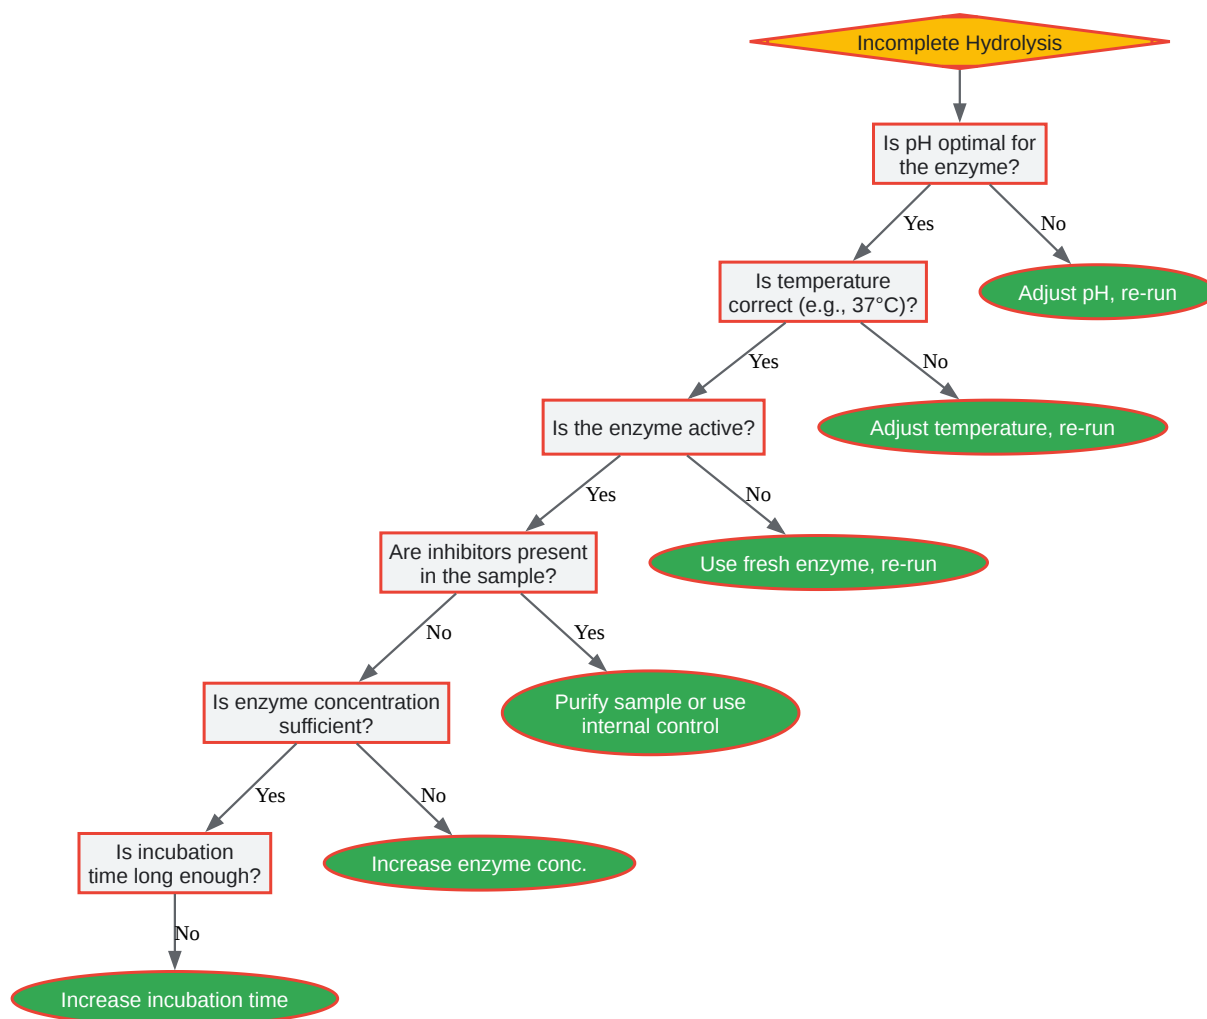 Incomplete Hydrolysis
Is pH optimal for
the enzyme?
Yes
No
Is temperature
correct (e.g., 37°C)?
Adjust pH, re-run
Yes
No
Is the enzyme active?
Adjust temperature, re-run
Yes
No
Are inhibitors present
in the sample?
Use fresh enzyme, re-run
No
Yes
Is enzyme concentration
sufficient?
Purify sample or use
internal control
Yes
No
Is incubation
time long enough?
Increase enzyme conc.
No
Increase incubation time